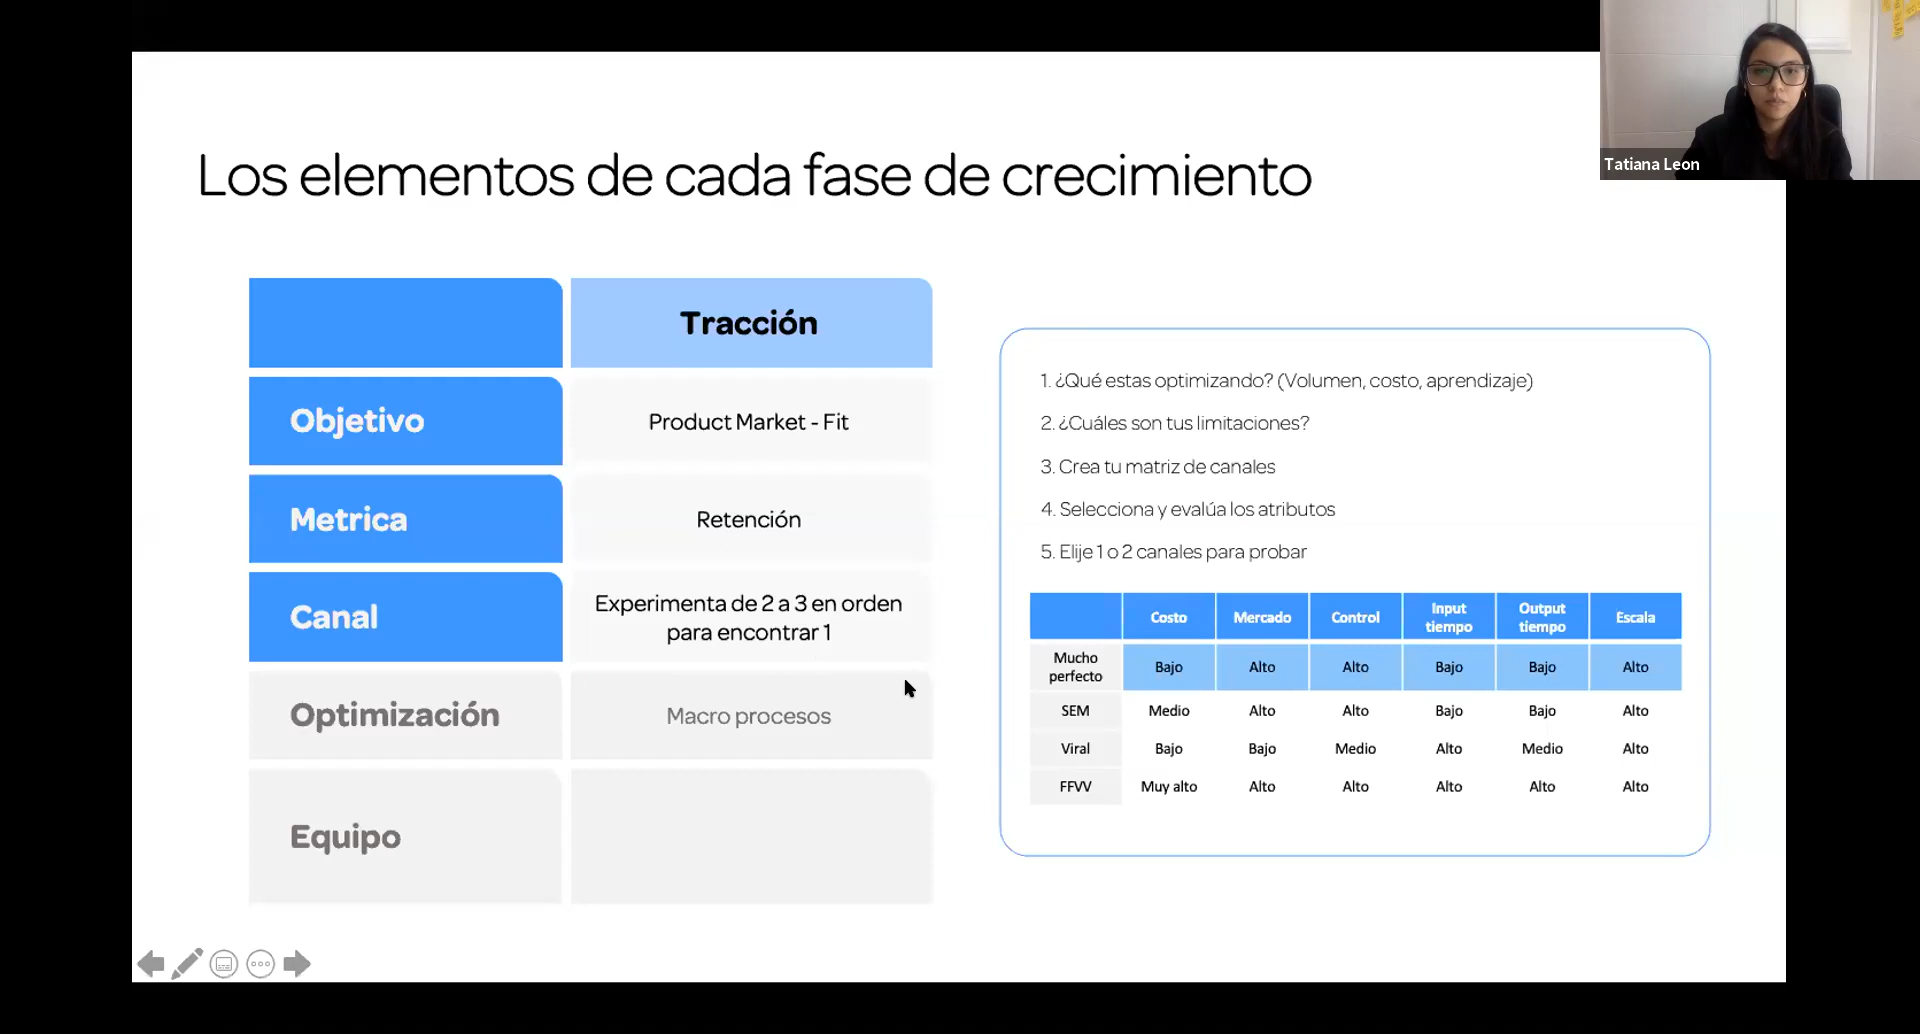 Tatiana Leon
Los elementos de cada fase de crecimiento
Tracción
Objetivo
Product Market - Fit
Metrica
Retención
Canal
Experimenta de 2 a 3 en orden
para encontrar 1
Optimización
Macro procesos
Equipo
1. ¿Qué estas optimizando? (Volumen, costo, aprendizaje)
2. ¿Cuáles son tus limitaciones?
3. Crea tu matriz de canales
4. Selecciona y evalúa los atributos
5. Elije 1 o 2 canales para probar
Costo Mercado Control Input tiempo Output tiempo Escala
Mucho perfecto Bajo Alto Alto Bajo Bajo Alto
SEM Medio Alto Alto Bajo Bajo Alto
Viral Bajo Bajo Medio Alto Medio Alto
FFVV Muy alto Alto Alto Alto Alto Alto